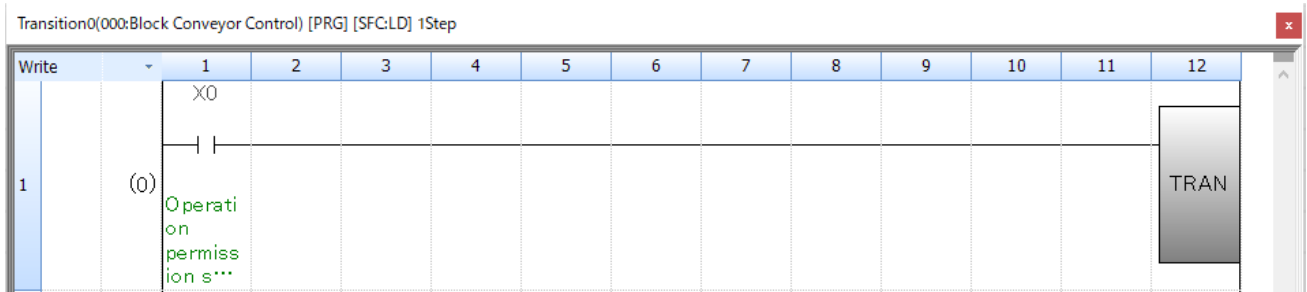 Transition0(000:Block Conveyor Control) [PRG] [SFC:LD] 1Step
x
Write 1 2 3 4 5 6 7 8 9 10 11 12
X0
1 (0) TRAN
Operati
on
permiss
ion s…